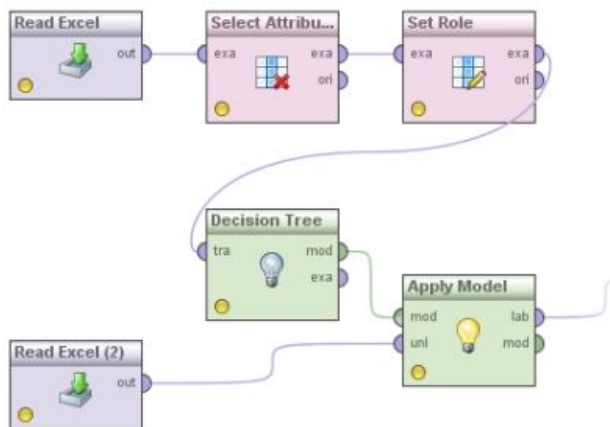 Read Excel
out
Select Attribu...
exa
exa
ori
Set Role
exa
exa
ori
Decision Tree
tra
mod
exa
Apply Model
mod
lab
unl
mod
Read Excel (2)
out